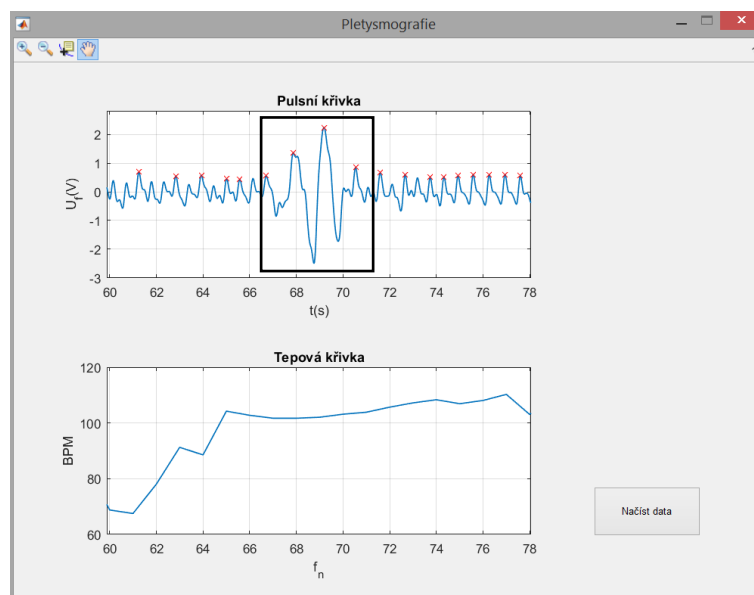 Pletysmografie
Pulsní křivka
U_f(V)
2
1
0
-1
-2
-3
60 62 64 66 68 70 72 74 76 78
t(s)
Tepová křivka
BPM
120
100
80
60
60 62 64 66 68 70 72 74 76 78
f_n
Načíst data